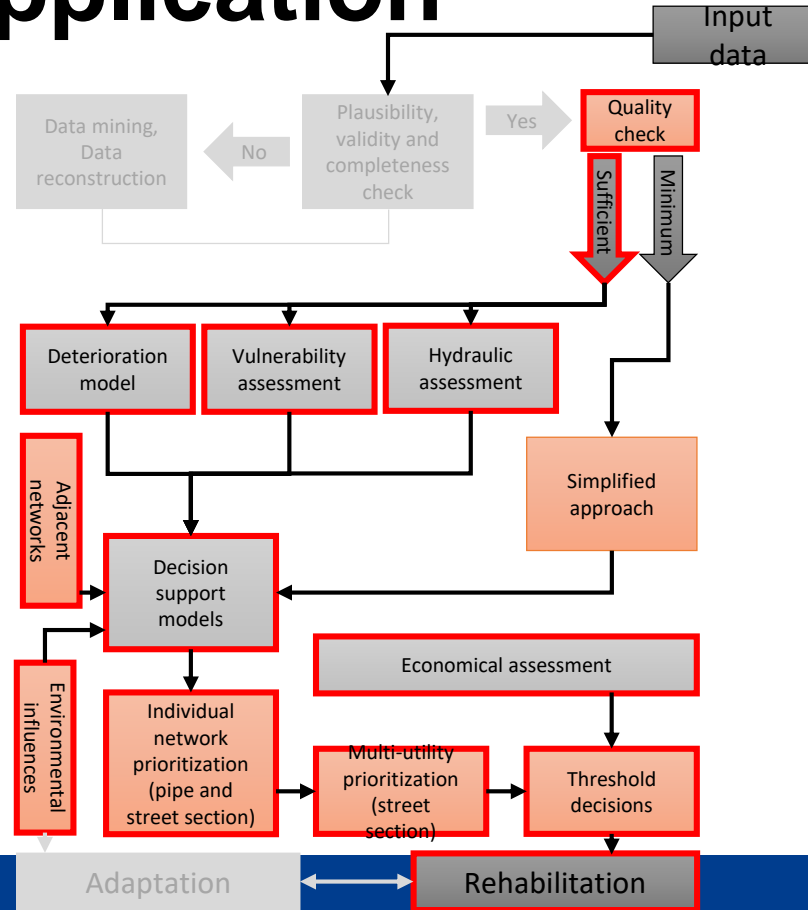 pplication
Input
data
Data mining,
Data
reconstruction
No
Plausibility,
validity and
completeness
check
Yes
Quality
check
Sufficient
Minimum
Deterioration
model
Vulnerability
assessment
Hydraulic
assessment
Adjacent
networks
Simplified
approach
Decision
support
models
Economical assessment
Environmental
influences
Individual
network
prioritization
(pipe and
street section)
Multi-utility
prioritization
(street
section)
Threshold
decisions
Adaptation
Rehabilitation